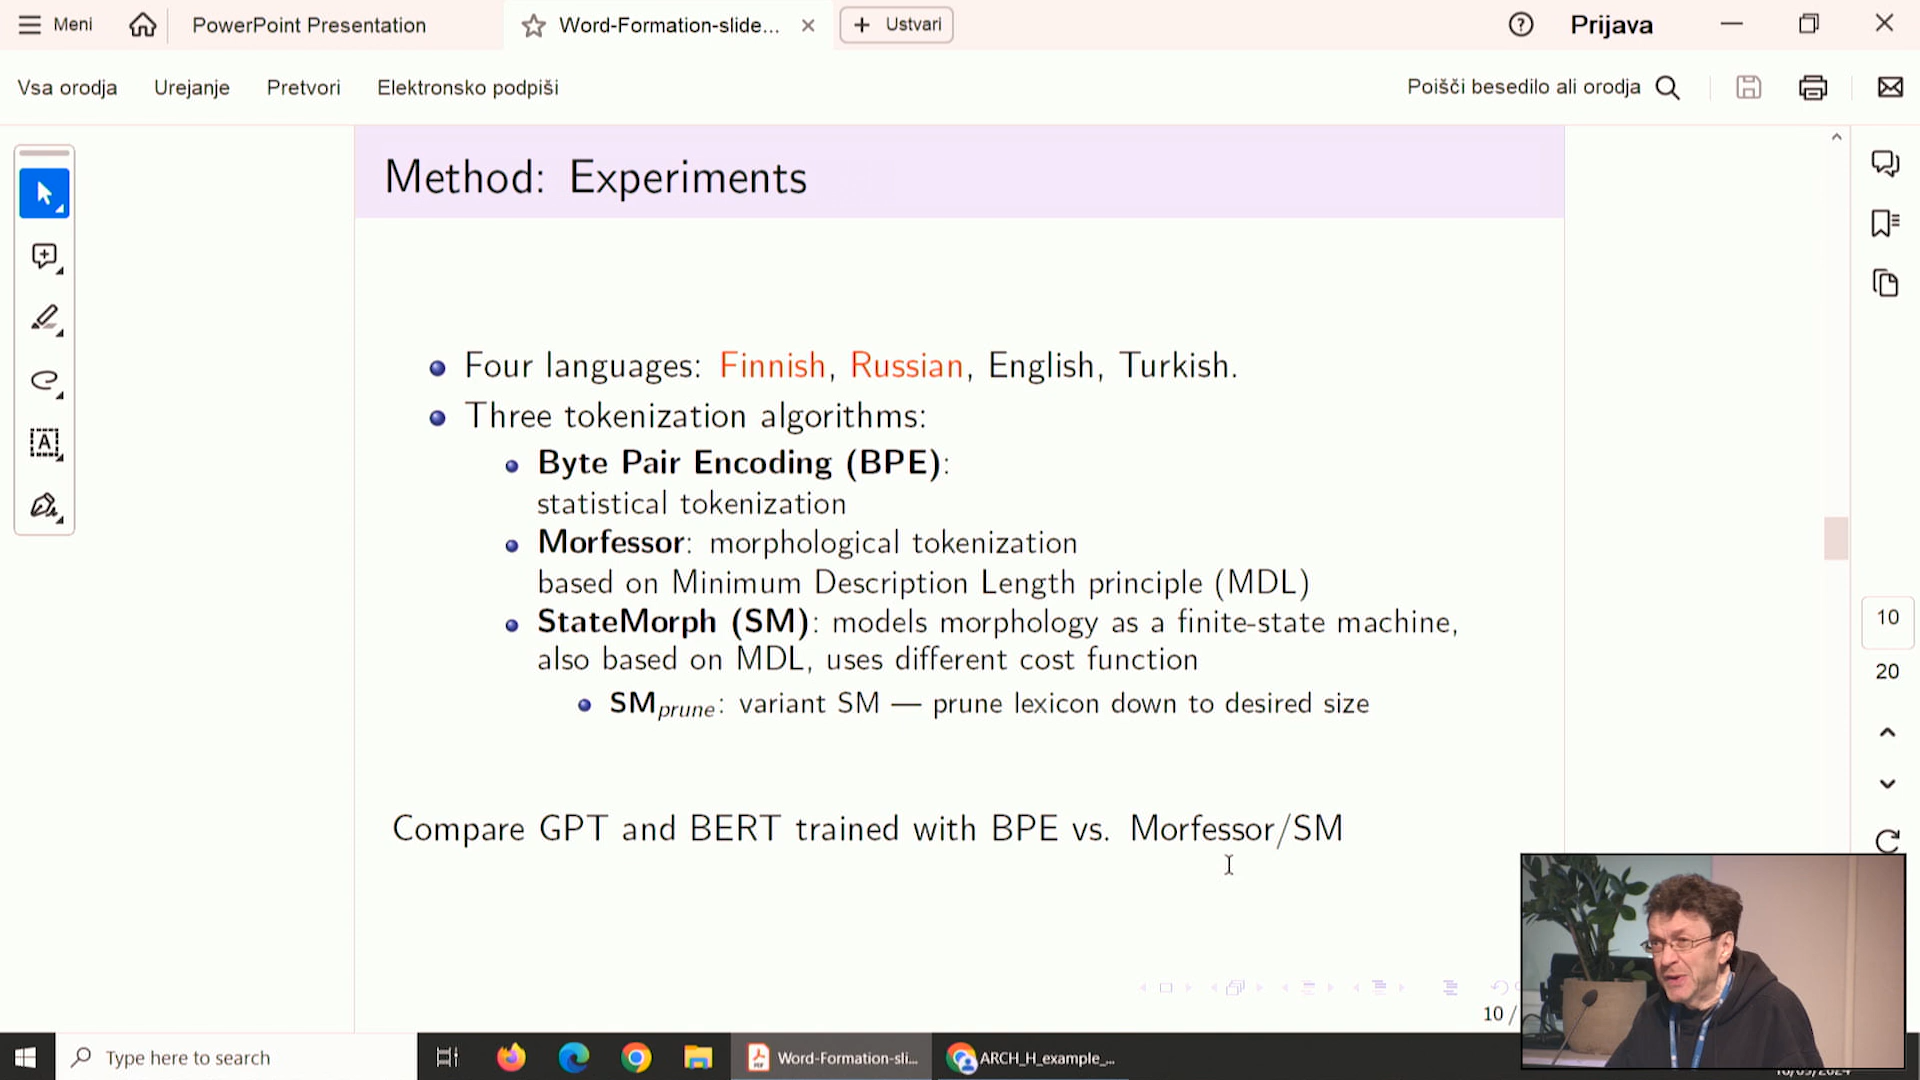 Meni
PowerPoint Presentation
Word-Formation-slide...
Ustvari
Prijava
Vsa orodja
Urejanje
Pretvori
Elektronsko podpiši
Poišči besedilo ali orodja
Method: Experiments
Four languages: Finnish, Russian, English, Turkish.
Three tokenization algorithms:
Byte Pair Encoding (BPE):
statistical tokenization
Morfessor: morphological tokenization
based on Minimum Description Length principle (MDL)
StateMorph (SM): models morphology as a finite-state machine,
also based on MDL, uses different cost function
SMprune: variant SM — prune lexicon down to desired size
Compare GPT and BERT trained with BPE vs. Morfessor/SM
10 /
10
20
Type here to search
Word-Formation-sli...
ARCH_H_example_...